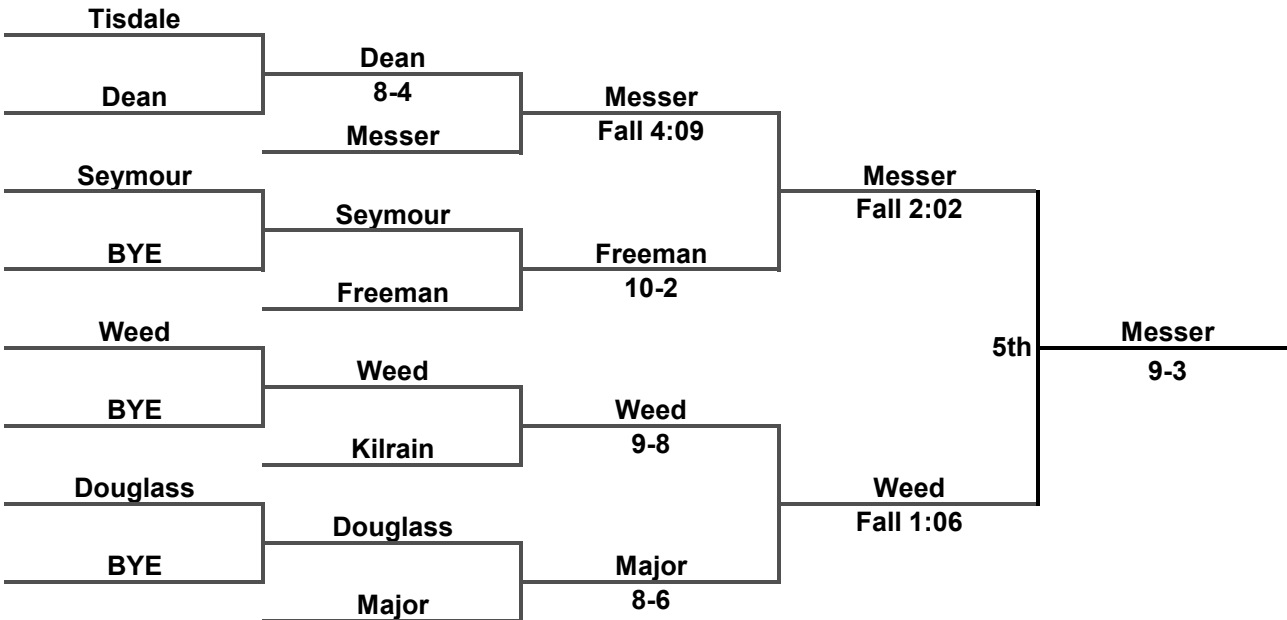 Tisdale
Dean
Dean
8-4
Messer
Messer
Fall 4:09
Seymour
BYE
Seymour
Freeman
Freeman
10-2
Messer
Fall 2:02
Weed
BYE
Weed
Kilrain
Weed
9-8
Douglass
BYE
Douglass
Major
Major
8-6
Weed
Fall 1:06
5th
Messer
9-3